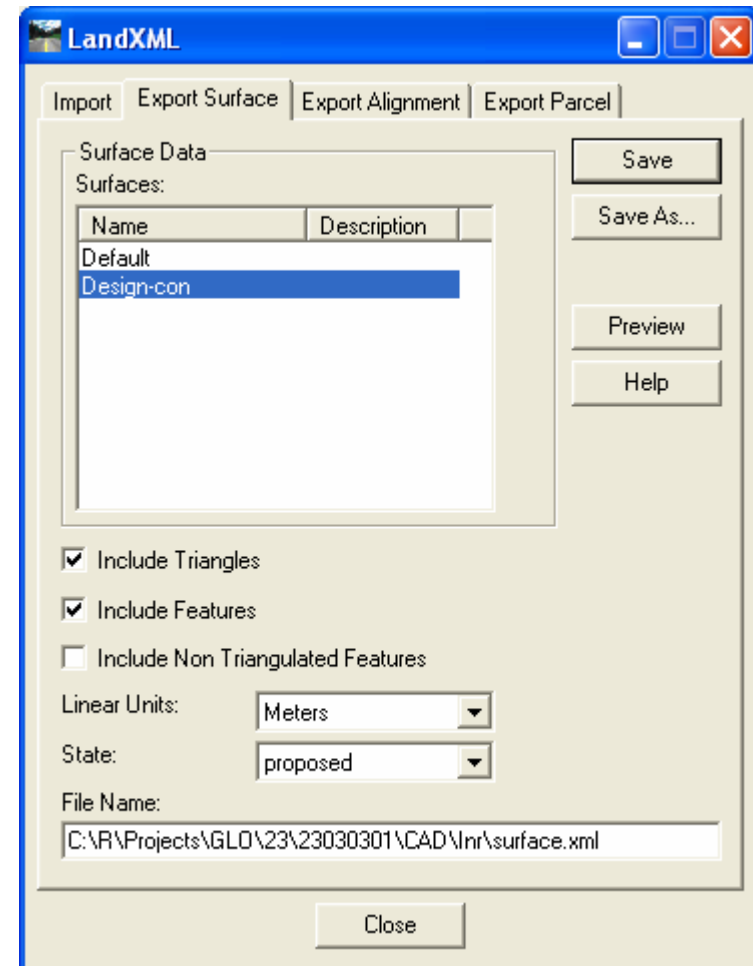 LandXML
Import Export Surface Export Alignment Export Parcel
Surface Data
Surfaces:
Name Description
Default
Design-con
Save
Save As...
Preview
Help
Include Triangles
Include Features
Include Non Triangulated Features
Linear Units: Meters
State: proposed
File Name:
C:\R\Projects\GLO\23\23030301\CAD\Inr\surface.xml
Close